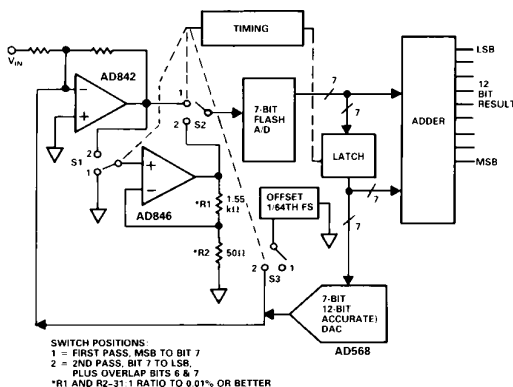 TIMING
VIN
AD842
1
2
S2
7-BIT
FLASH
A/D
7
7
ADDER
LSB
12
BIT
RESULT
MSB
2
S1
1
AD846
*R1
1.55
kΩ
*R2
50Ω
LATCH
7
7
OFFSET
1/64TH FS
2
1
S3
7-BIT
12-BIT
ACCURATE)
DAC
AD568
SWITCH POSITIONS:
1 = FIRST PASS, MSB TO BIT 7
2 = 2ND PASS, BIT 7 TO LSB,
PLUS OVERLAP BITS 6 & 7
*R1 AND R2-31:1 RATIO TO 0.01% OR BETTER